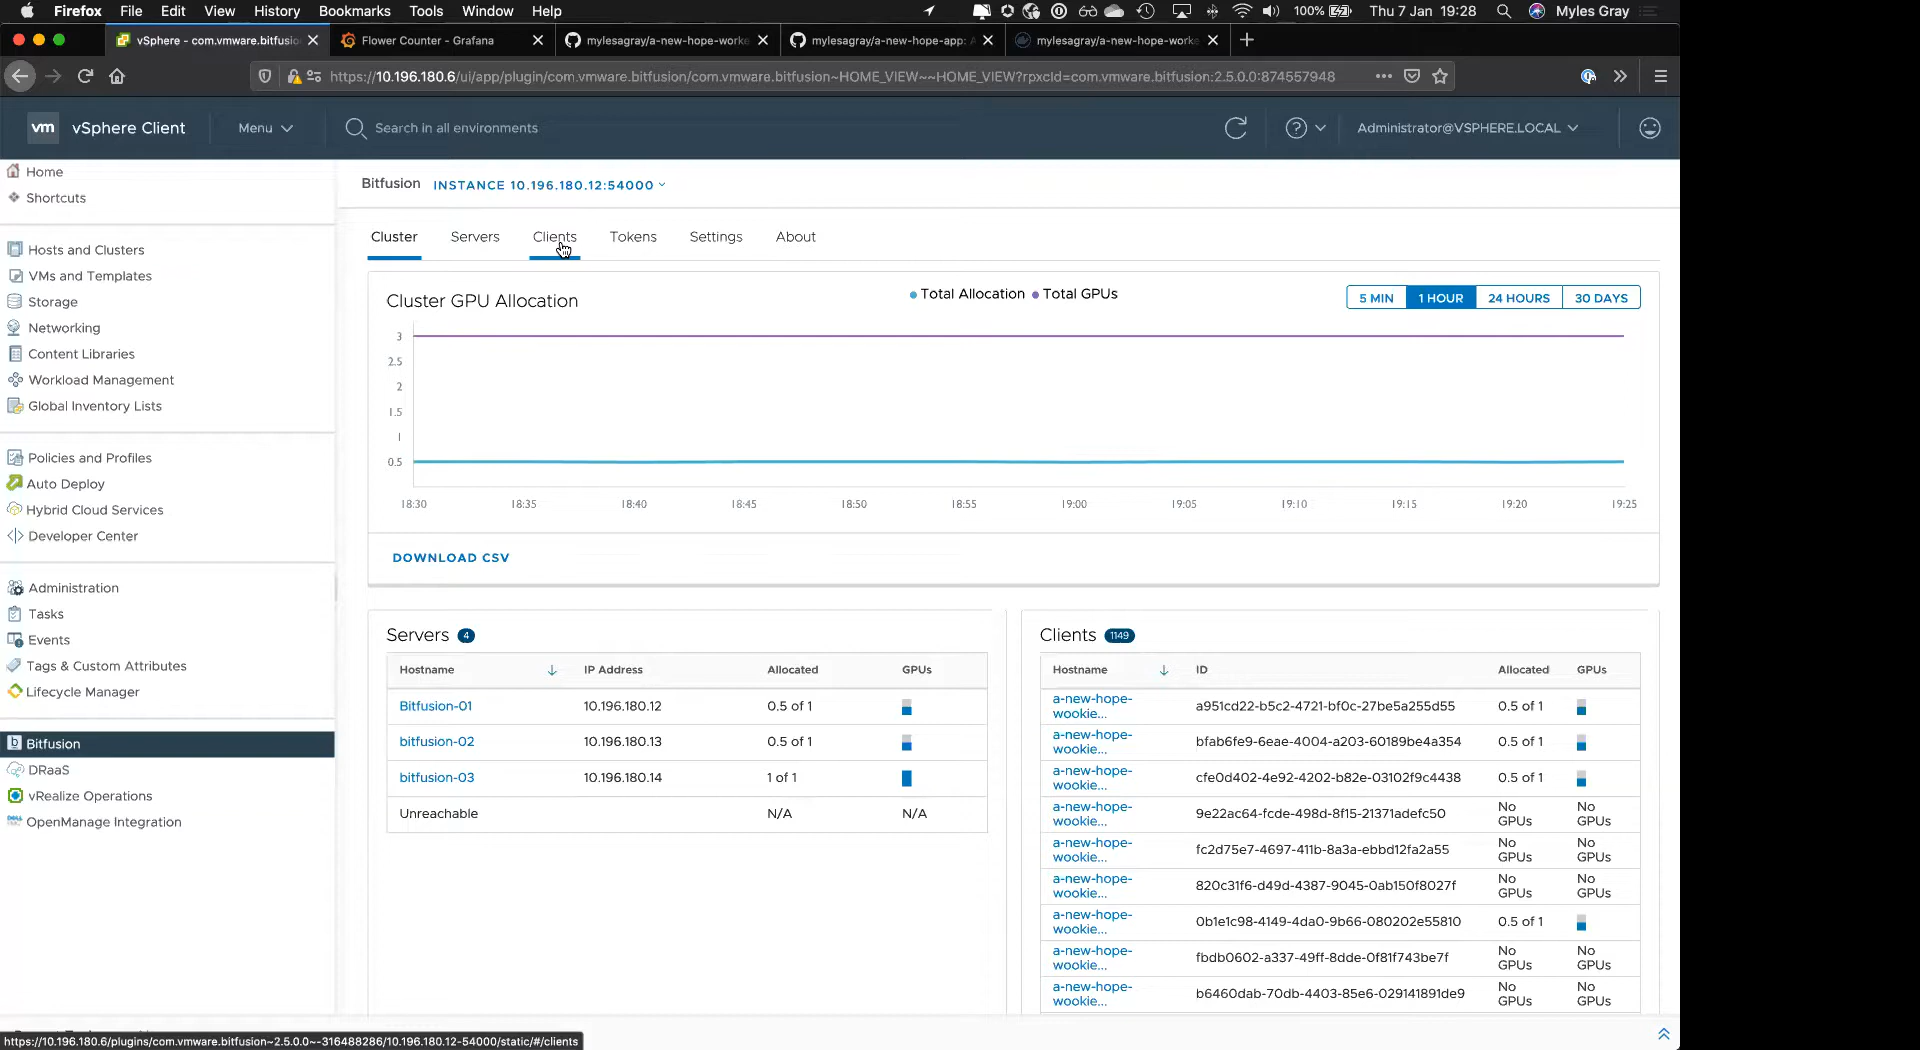 Firefox File Edit View History Bookmarks Tools Window Help 100% Thu 7 Jan 19:28 Myles Gray
vSphere - com.vmware.bitfusio Flower Counter - Grafana mylesagray/a-new-hope-worke mylesagray/a-new-hope-app: A mylesagray/a-new-hope-worke
https://10.196.180.6/ui/app/plugin/com.vmware.bitfusion/com.vmware.bitfusion~HOME_VIEW~~HOME_VIEW?rpxcId=com.vmware.bitfusion:2.5.0.0:874557948
vm vSphere Client Menu Search in all environments Administrator@VSPHERE.LOCAL
Home
Shortcuts
Hosts and Clusters
VMs and Templates
Storage
Networking
Content Libraries
Workload Management
Global Inventory Lists
Policies and Profiles
Auto Deploy
Hybrid Cloud Services
Developer Center
Administration
Tasks
Events
Tags & Custom Attributes
Lifecycle Manager
Bitfusion
DRaaS
vRealize Operations
OpenManage Integration
Bitfusion INSTANCE 10.196.180.12:54000
Cluster Servers Clients Tokens Settings About
Cluster GPU Allocation Total Allocation Total GPUs 5 MIN 1 HOUR 24 HOURS 30 DAYS
3
2.5
2
1.5
1
0.5
18:30 18:35 18:40 18:45 18:50 18:55 19:00 19:05 19:10 19:15 19:20 19:25
DOWNLOAD CSV
Servers 4
Hostname IP Address Allocated GPUs
Bitfusion-01 10.196.180.12 0.5 of 1
bitfusion-02 10.196.180.13 0.5 of 1
bitfusion-03 10.196.180.14 1 of 1
Unreachable N/A N/A
Clients 1149
Hostname ID Allocated GPUs
a-new-hope-wookie... a951cd22-b5c2-4721-bf0c-27be5a255d55 0.5 of 1
a-new-hope-wookie... bfab6fe9-6eae-4004-a203-60189be4a354 0.5 of 1
a-new-hope-wookie... cfe0d402-4e92-4202-b82e-03102f9c4438 0.5 of 1
a-new-hope-wookie... 9e22ac64-fcde-498d-8f15-21371adefc50 No GPUs No GPUs
a-new-hope-wookie... fc2d75e7-4697-411b-8a3a-ebbd12fa2a55 No GPUs No GPUs
a-new-hope-wookie... 820c31f6-d49d-4387-9045-0ab150f8027f No GPUs No GPUs
a-new-hope-wookie... 0b1e1c98-4149-4da0-9b66-080202e55810 0.5 of 1
a-new-hope-wookie... fbdb0602-a337-49ff-8dde-0f81f743be7f No GPUs No GPUs
a-new-hope-wookie... b6460dab-70db-4403-85e6-029141891de9 No GPUs No GPUs
https://10.196.180.6/plugins/com.vmware.bitfusion~2.5.0.0~-316488286/10.196.180.12-54000/static/#/clients